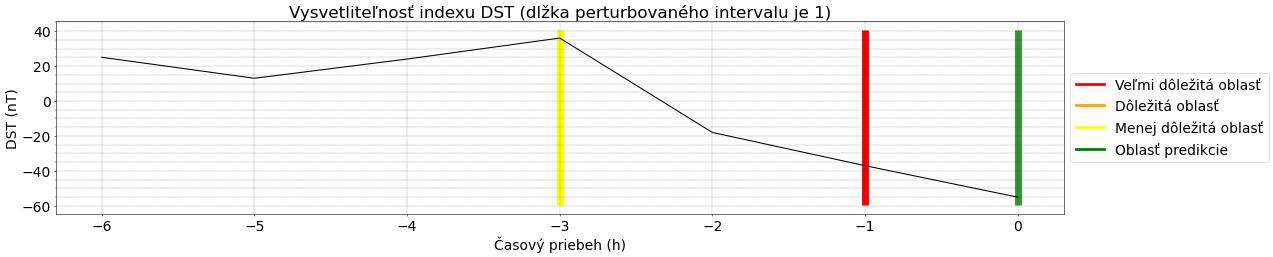 Vysvetliteľnosť indexu DST (dĺžka perturbovaného intervalu je 1)
DST (nT)
40
20
0
−20
−40
−60
−6 −5 −4 −3 −2 −1 0
Časový priebeh (h)
Veľmi dôležitá oblasť
Dôležitá oblasť
Menej dôležitá oblasť
Oblasť predikcie